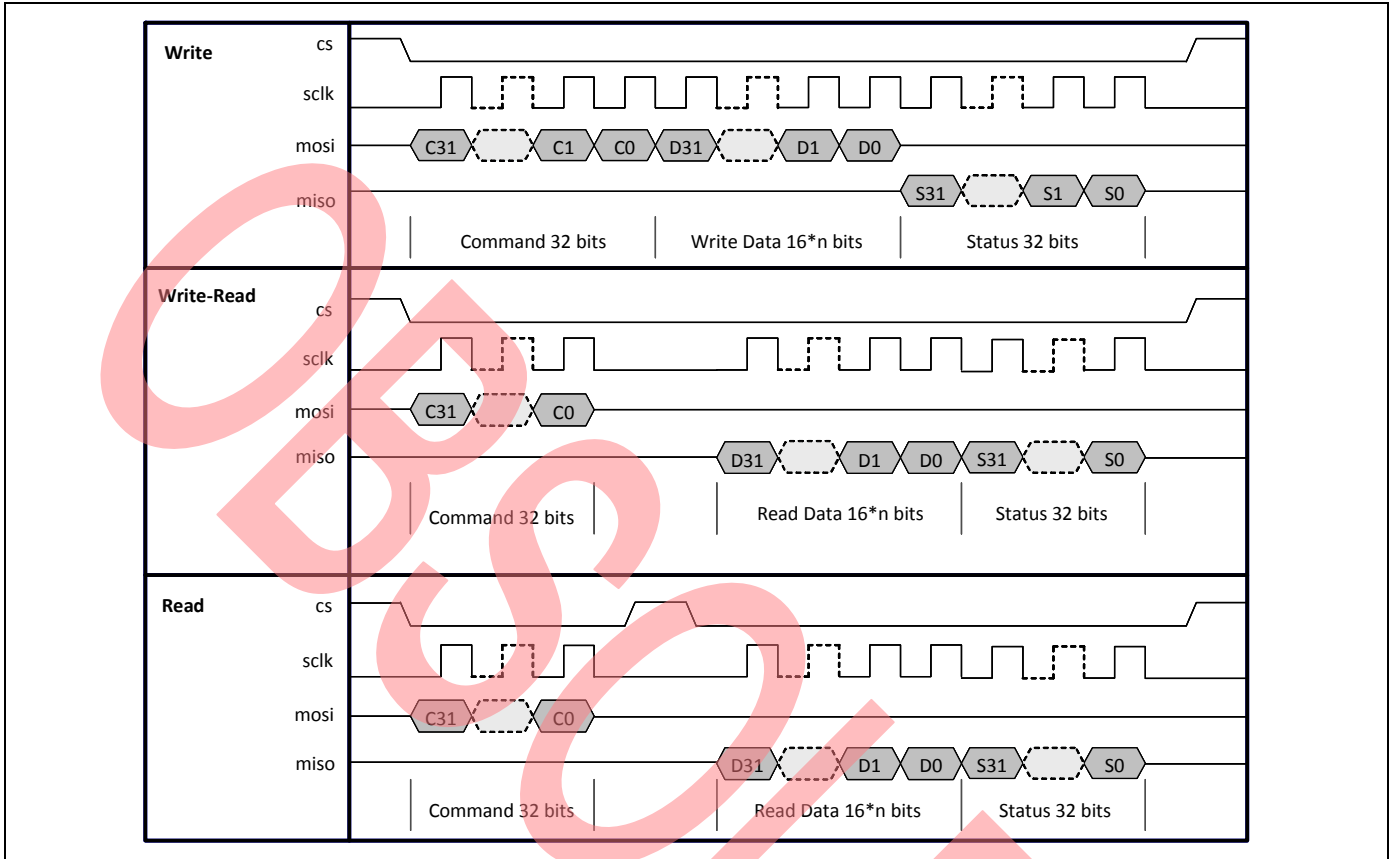 Write
cs
sclk
mosi C31 C1 C0 D31 D1 D0
miso S31 S1 S0
Command 32 bits Write Data 16*n bits Status 32 bits
Write-Read
cs
sclk
mosi C31 C0
miso D31 D1 D0 S31 S0
Command 32 bits Read Data 16*n bits Status 32 bits
Read cs
sclk
mosi C31 C0
miso D31 D1 D0 S31 S0
Command 32 bits Read Data 16*n bits Status 32 bits
OBSOL